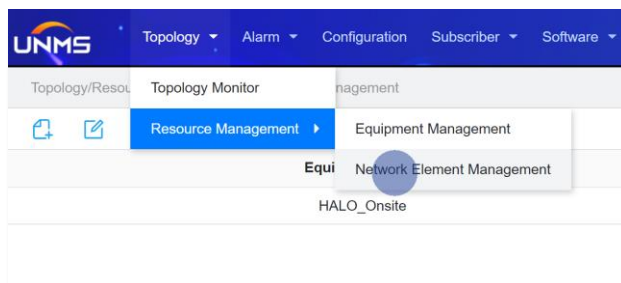 UNMS Topology Alarm Configuration Subscriber Software
Topology/Resou
nagement
Topology Monitor
Resource Management
Equipment Management
Network Element Management
Equi
HALO_Onsite